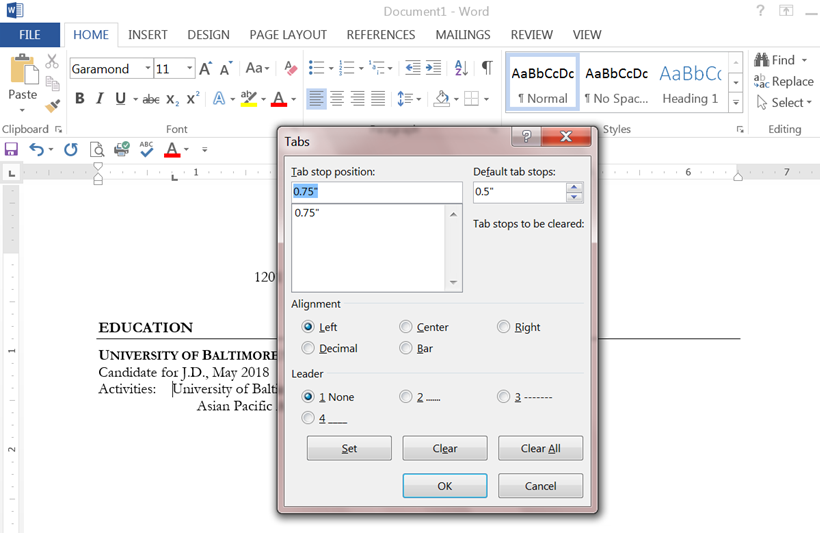 Document1 - Word
FILE HOME INSERT DESIGN PAGE LAYOUT REFERENCES MAILINGS REVIEW VIEW
Garamond 11 Aa
AaBbCcDc AaBbCcDc AaBbCc
Find
Replace
Select
Paste
B I U abc X₂ X² A ab A
¶ Normal ¶ No Spac... Heading 1
Clipboard Font Paragraph Styles Editing
ABC
1 6 7
Tabs
Tab stop position:
0.75"
0.75"
Default tab stops:
0.5"
Tab stops to be cleared:
Alignment
Left Center Right
Decimal Bar
Leader
1 None 2 ...... 3 -------
4 ____
Set Clear Clear All
OK Cancel
120
EDUCATION
UNIVERSITY OF BALTIMORE
Candidate for J.D., May 2018
Activities: University of Balti
Asian Pacific
1
2